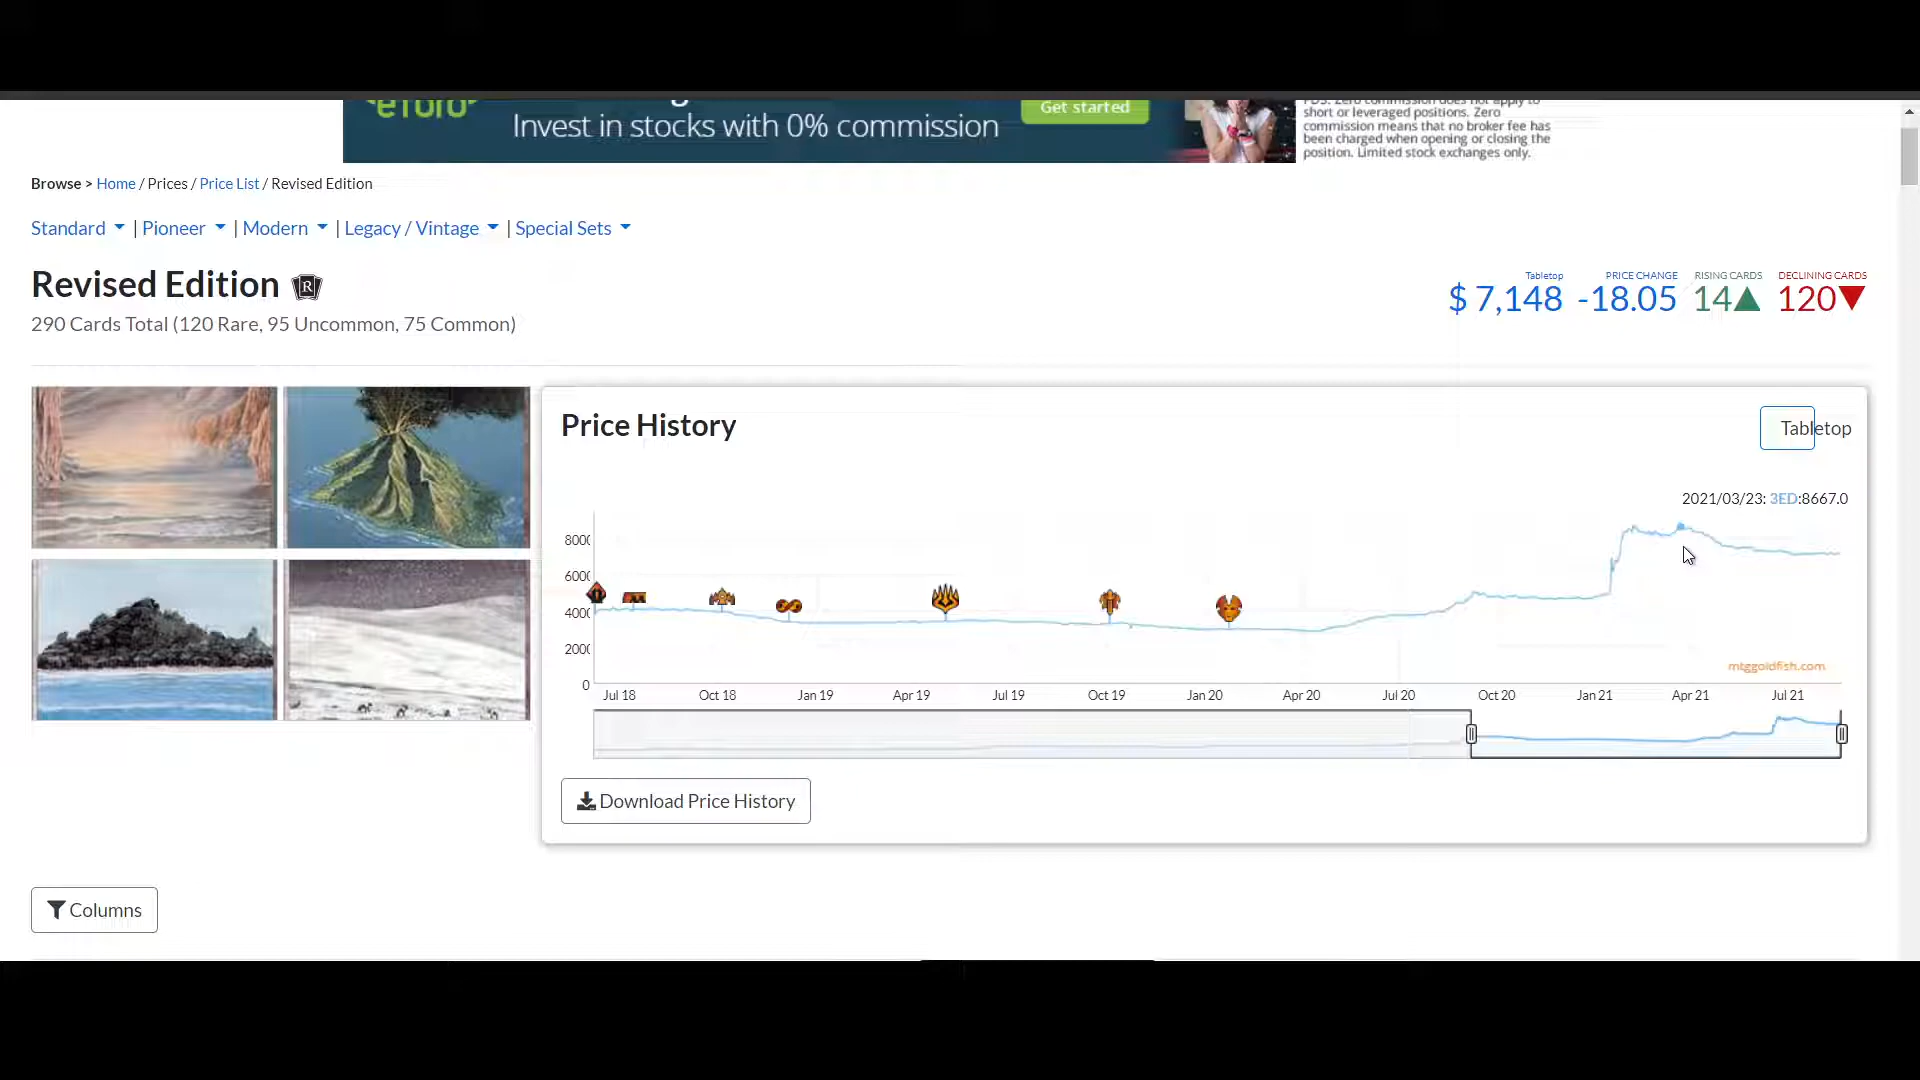 eToro
Get started
Invest in stocks with 0% commission
short or leveraged positions. Zero
commission means that no broker fee has
been charged when opening or closing the
position. Limited stock exchanges only.
Browse > Home / Prices / Price List / Revised Edition
Standard | Pioneer | Modern | Legacy / Vintage | Special Sets
Revised Edition
290 Cards Total (120 Rare, 95 Uncommon, 75 Common)
Tabletop PRICE CHANGE RISING CARDS DECLINING CARDS
$ 7,148 -18.05 14▲ 120▼
Price History
Tabletop
2021/03/23: 3ED:8667.0
8000
6000
4000
2000
0
Jul 18 Oct 18 Jan 19 Apr 19 Jul 19 Oct 19 Jan 20 Apr 20 Jul 20 Oct 20 Jan 21 Apr 21 Jul 21
mtggoldfish.com
Download Price History
Columns